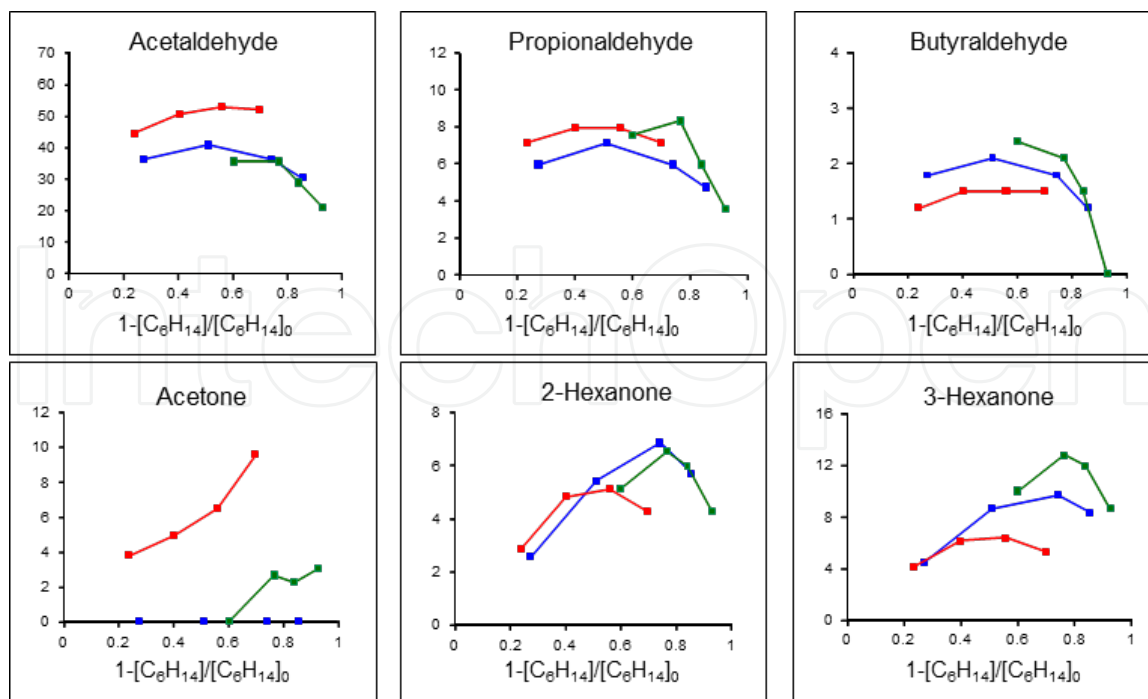 Acetaldehyde
70
60
50
40
30
20
10
0
0 0.2 0.4 0.6 0.8 1
1-[C₆H₁₄]/[C₆H₁₄]₀
Propionaldehyde
12
10
8
6
4
2
0
0 0.2 0.4 0.6 0.8 1
1-[C₆H₁₄]/[C₆H₁₄]₀
Butyraldehyde
4
3
2
1
0
0 0.2 0.4 0.6 0.8 1
1-[C₆H₁₄]/[C₆H₁₄]₀
Acetone
12
10
8
6
4
2
0
0 0.2 0.4 0.6 0.8 1
1-[C₆H₁₄]/[C₆H₁₄]₀
2-Hexanone
8
6
4
2
0
0 0.2 0.4 0.6 0.8 1
1-[C₆H₁₄]/[C₆H₁₄]₀
3-Hexanone
16
12
8
4
0
0 0.2 0.4 0.6 0.8 1
1-[C₆H₁₄]/[C₆H₁₄]₀
IntechOpen